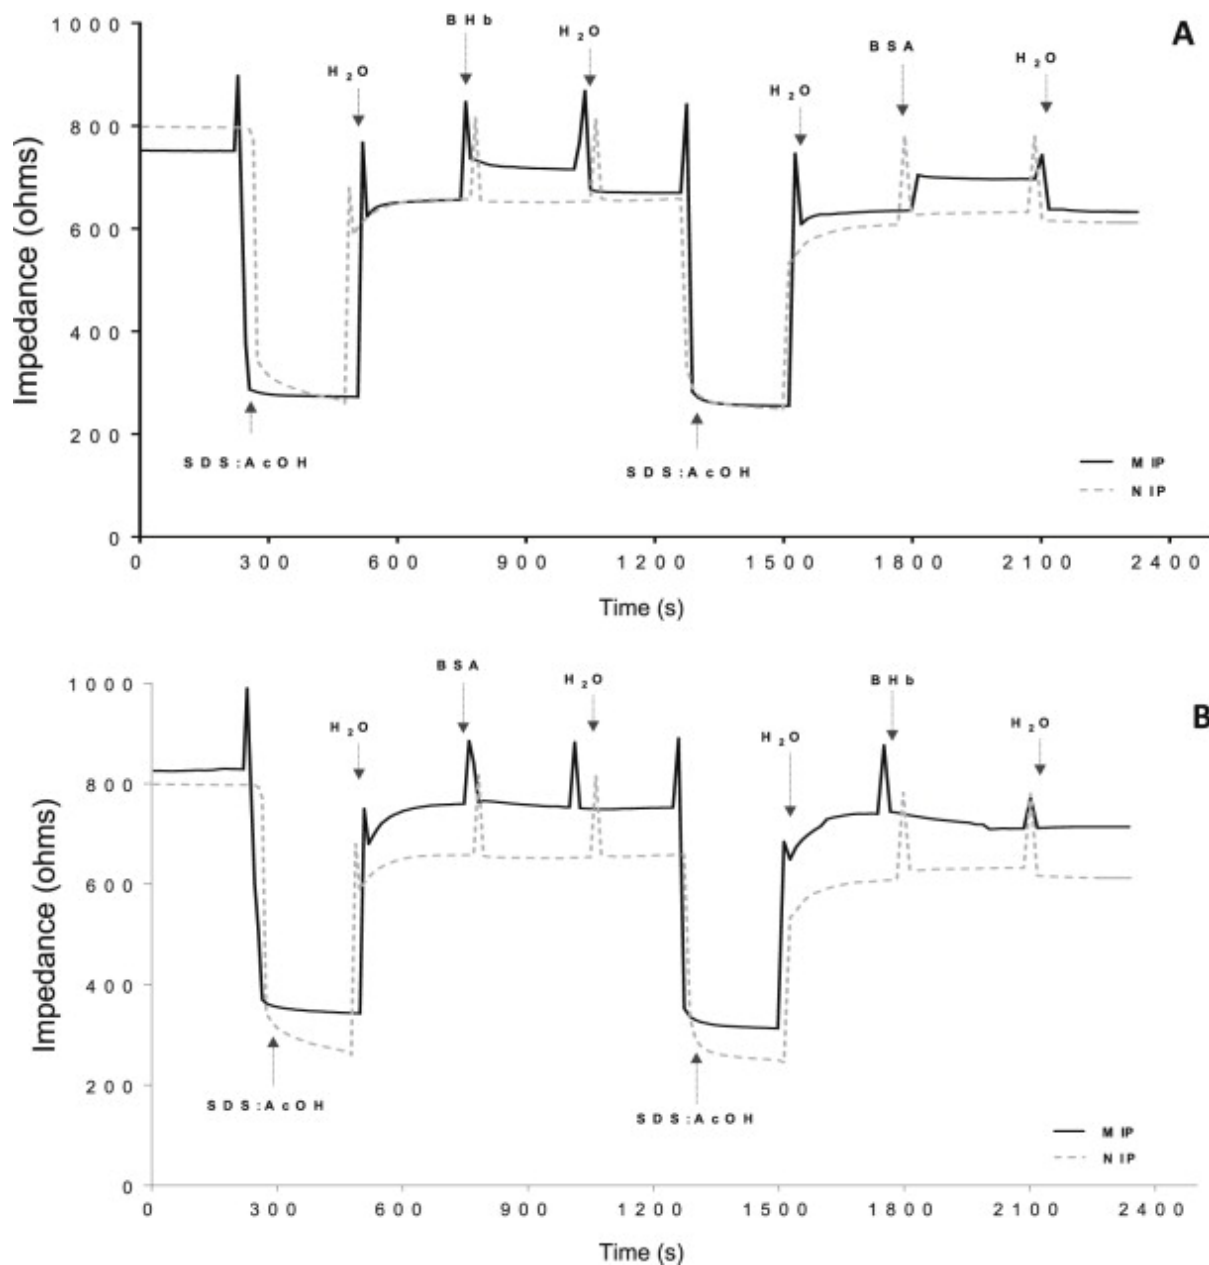 A
1000
BHb
H2O
H2O
BSA
H2O
H2O
800
600
400
200
0
Impedance (ohms)
SDS:AcOH
SDS:AcOH
MIP
NIP
0 300 600 900 1200 1500 1800 2100 2400
Time (s)
B
1000
BSA
H2O
BHb
H2O
H2O
H2O
800
600
400
200
0
Impedance (ohms)
SDS:AcOH
SDS:AcOH
MIP
NIP
0 300 600 900 1200 1500 1800 2100 2400
Time (s)